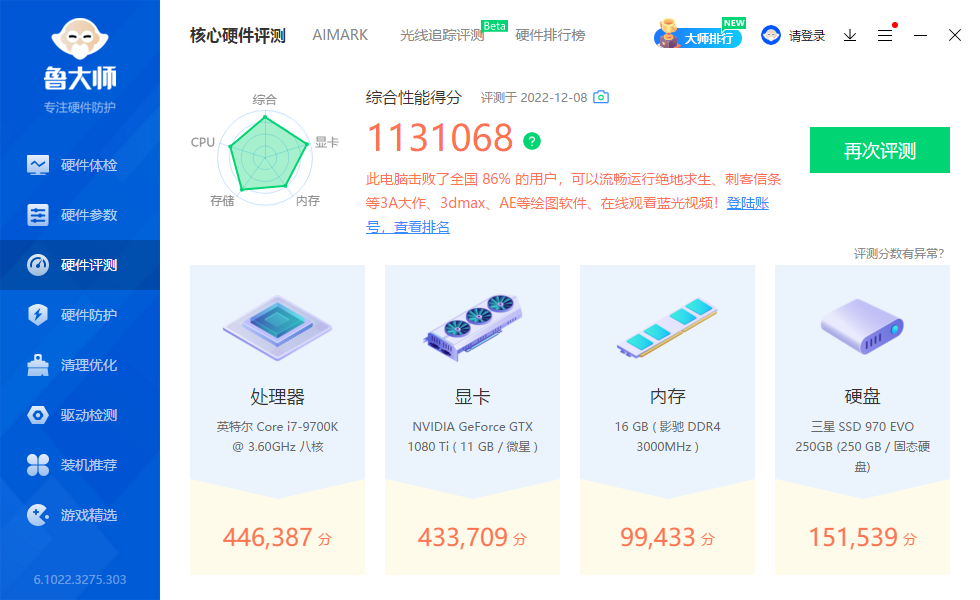 鲁大师
专注硬件防护
硬件体检
硬件参数
硬件评测
硬件防护
清理优化
驱动检测
装机推荐
游戏精选
6.1022.3275.303
核心硬件评测 AIMARK 光线追踪评测 Beta 硬件排行榜 大师排行 NEW 请登录
综合
CPU
显卡
存储
内存
综合性能得分 评测于 2022-12-08
1131068 ?
此电脑击败了全国 86% 的用户，可以流畅运行绝地求生、刺客信条
等3A大作、3dmax、AE等绘图软件、在线观看蓝光视频！登陆账
号，查看排名
再次评测
评测分数有异常?
处理器
英特尔 Core i7-9700K
@ 3.60GHz 八核
446,387 分
显卡
NVIDIA GeForce GTX
1080 Ti ( 11 GB / 微星 )
433,709 分
内存
16 GB ( 影驰 DDR4
3000MHz )
99,433 分
硬盘
三星 SSD 970 EVO
250GB (250 GB / 固态硬
盘)
151,539 分